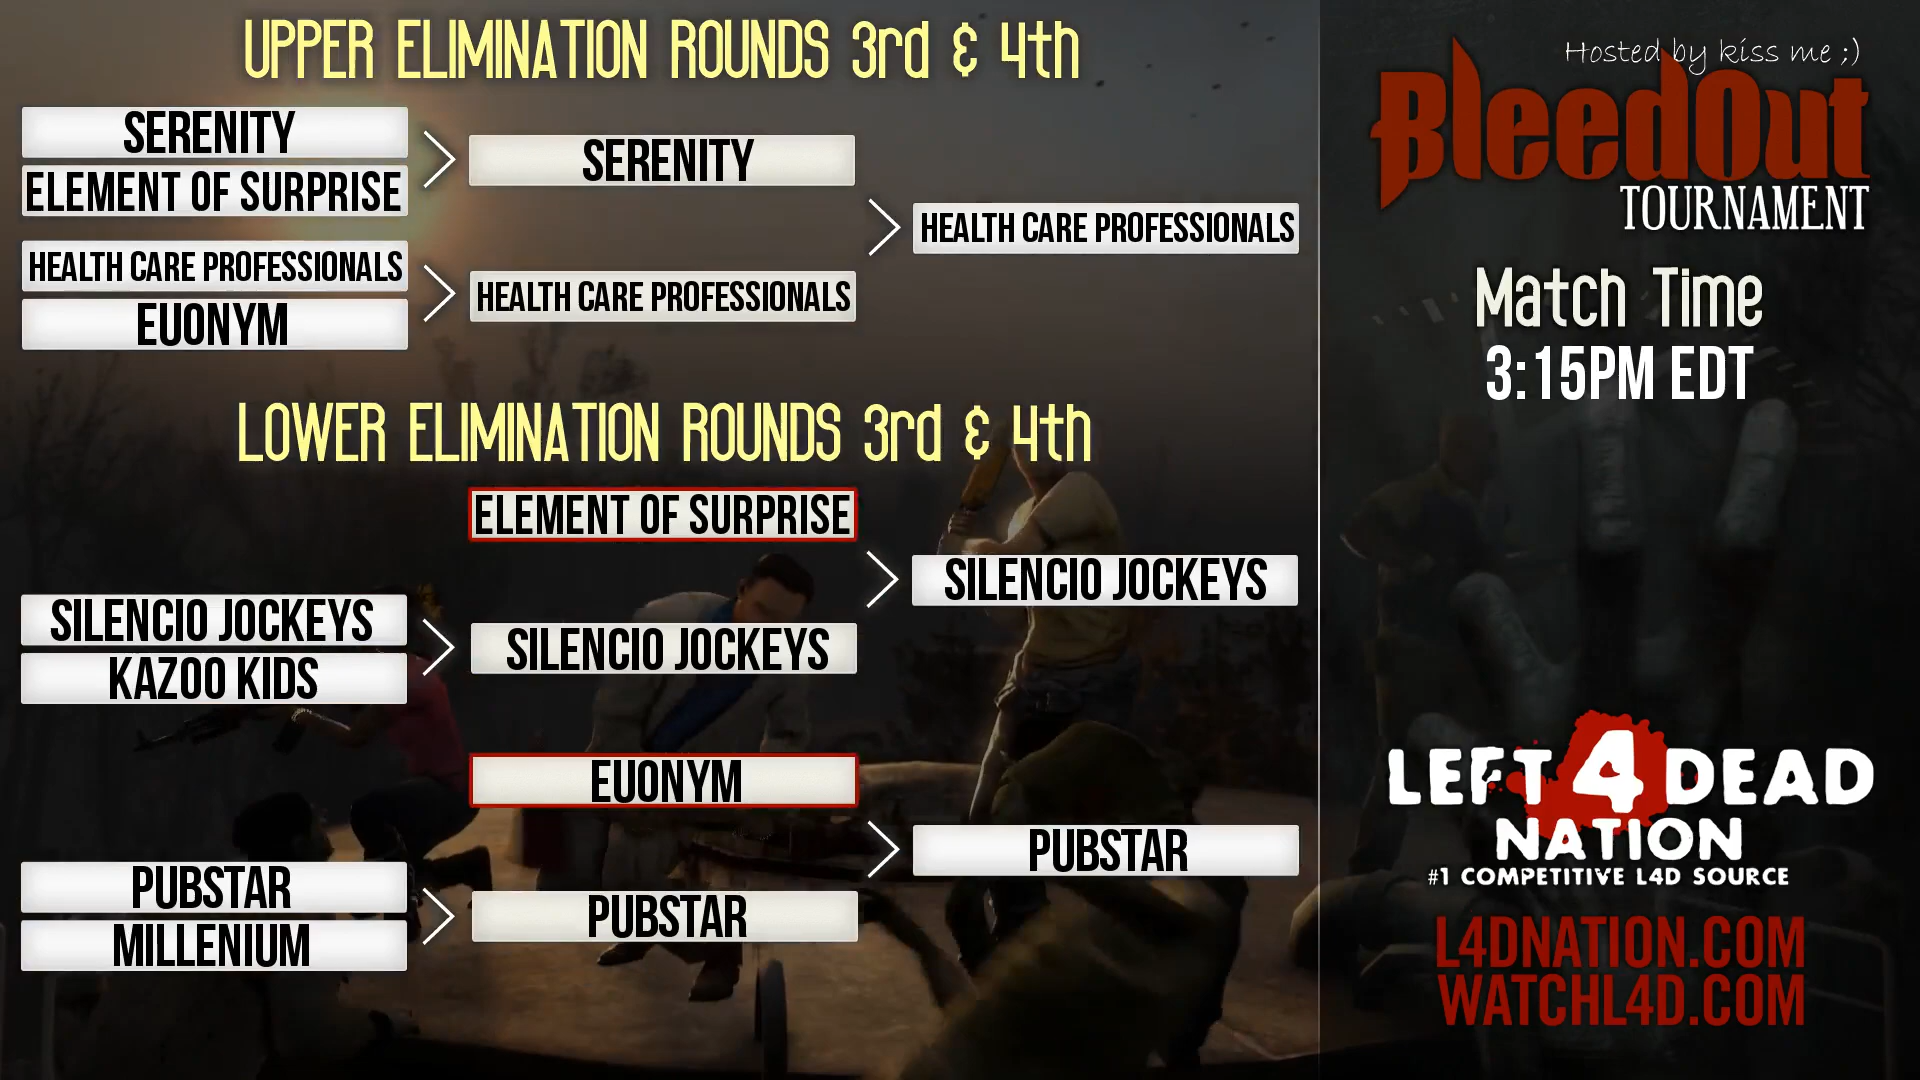 UPPER ELIMINATION ROUNDS 3rd & 4th
SERENITY
ELEMENT OF SURPRISE
HEALTH CARE PROFESSIONALS
EUONYM
SERENITY
HEALTH CARE PROFESSIONALS
HEALTH CARE PROFESSIONALS
LOWER ELIMINATION ROUNDS 3rd & 4th
ELEMENT OF SURPRISE
SILENCIO JOCKEYS
KAZOO KIDS
SILENCIO JOCKEYS
SILENCIO JOCKEYS
EUONYM
PUBSTAR
MILLENIUM
PUBSTAR
PUBSTAR
Hosted by kiss me ;)
BleedOut
TOURNAMENT
Match Time
3:15PM EDT
LEFT 4 DEAD
NATION
#1 COMPETITIVE L4D SOURCE
L4DNATION.COM
WATCHL4D.COM